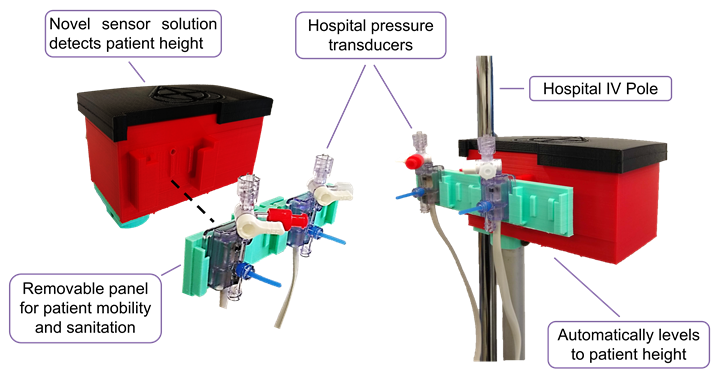 Novel sensor solution
detects patient height
Hospital pressure
transducers
Hospital IV Pole
Removable panel
for patient mobility
and sanitation
Automatically levels
to patient height